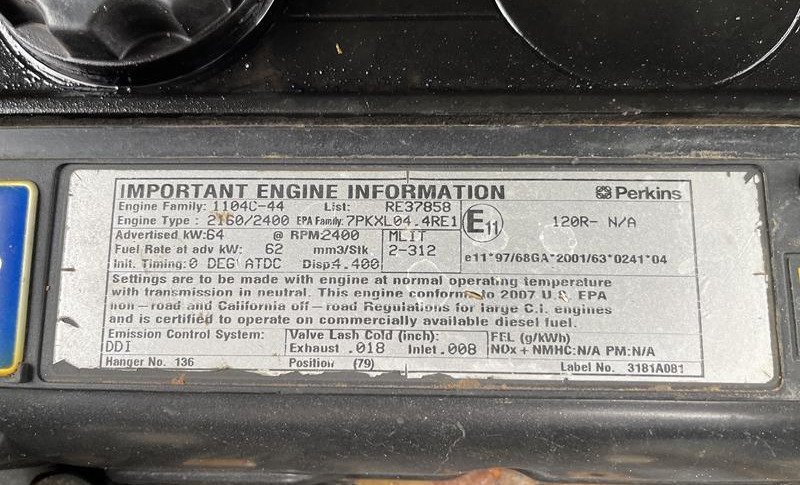 IMPORTANT ENGINE INFORMATION Perkins
Engine Family: 1104C-44 List: RE37858
Engine Type : 2160/2400 EPA Family: 7PKXL04.4RE1
E11 120R- N/A
Advertised kW:64 @ RPM:2400 MLIT
Fuel Rate at adv kW: 62 mm3/Stk 2-312
e11*97/68GA*2001/63*0241*04
Init. Timing:0 DEG ATDC Disp:4.400
Settings are to be made with engine at normal operating temperature
with transmission in neutral. This engine conforms to 2007 U.S. EPA
non-road and California off-road Regulations for large C.I. engines
and is certified to operate on commercially available diesel fuel.
Emission Control System: Valve Lash Cold (inch): FEL (g/kWh)
DDI Exhaust .018 Inlet .008 NOx + NMHC:N/A PM:N/A
Hanger No. 136 Position (79) Label No. 3181A081